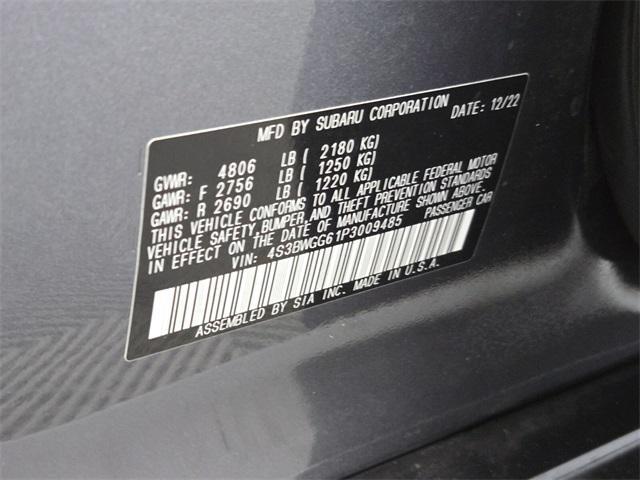 MFD BY SUBARU CORPORATION DATE: 12/22
GVWR: 4806 LB ( 2180 KG)
GAWR: F 2756 LB ( 1250 KG)
GAWR: R 2690 LB ( 1220 KG)
THIS VEHICLE CONFORMS TO ALL APPLICABLE FEDERAL MOTOR
VEHICLE SAFETY, BUMPER, AND THEFT PREVENTION STANDARDS
IN EFFECT ON THE DATE OF MANUFACTURE SHOWN ABOVE.
VIN: 4S3BWGG61P3009485 PASSENGER CAR
ASSEMBLED BY SIA INC. MADE IN U.S.A.